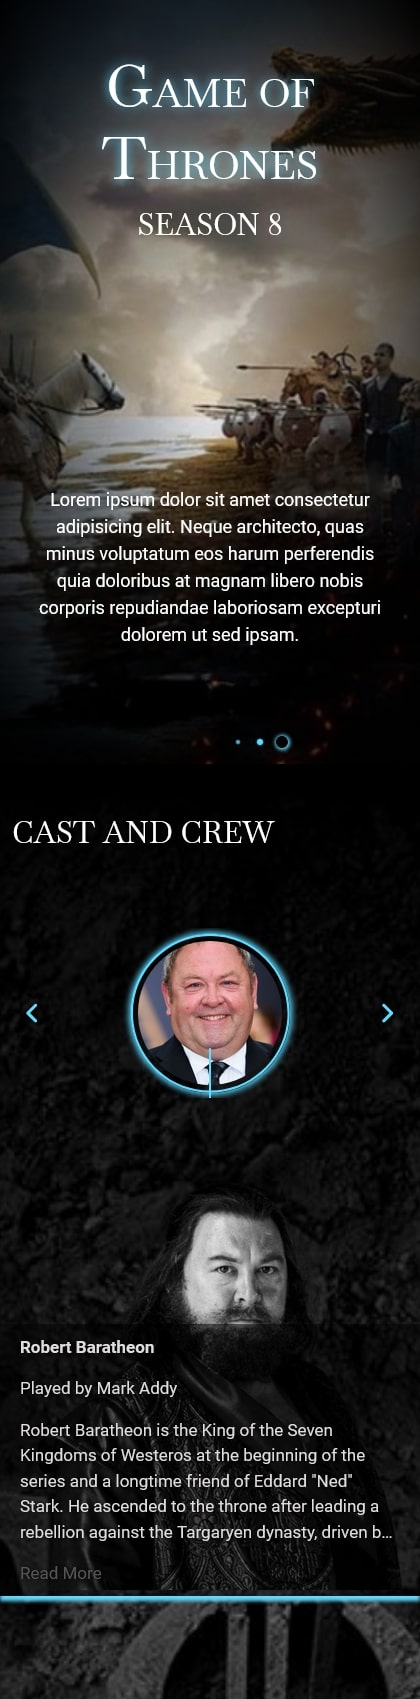 GAME OF
THRONES
SEASON 8
Lorem ipsum dolor sit amet consectetur
adipisicing elit. Neque architecto, quas
minus voluptatum eos harum perferendis
quia doloribus at magnam libero nobis
corporis repudiandae laboriosam excepturi
dolorem ut sed ipsam.
CAST AND CREW
Robert Baratheon
Played by Mark Addy
Robert Baratheon is the King of the Seven
Kingdoms of Westeros at the beginning of the
series and a longtime friend of Eddard "Ned"
Stark. He ascended to the throne after leading a
rebellion against the Targaryen dynasty, driven b...
Read More